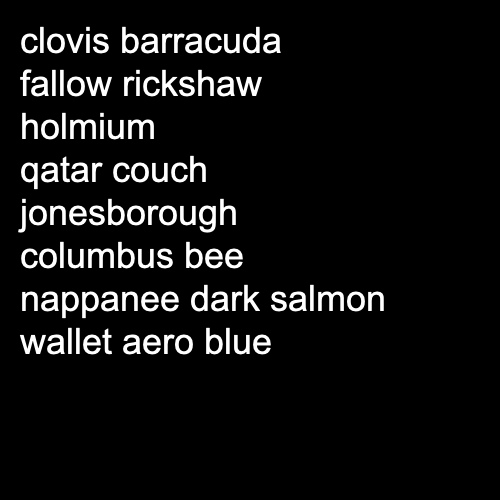 clovis barracuda
fallow rickshaw
holmium
qatar couch
jonesborough
columbus bee
nappanee dark salmon
wallet aero blue